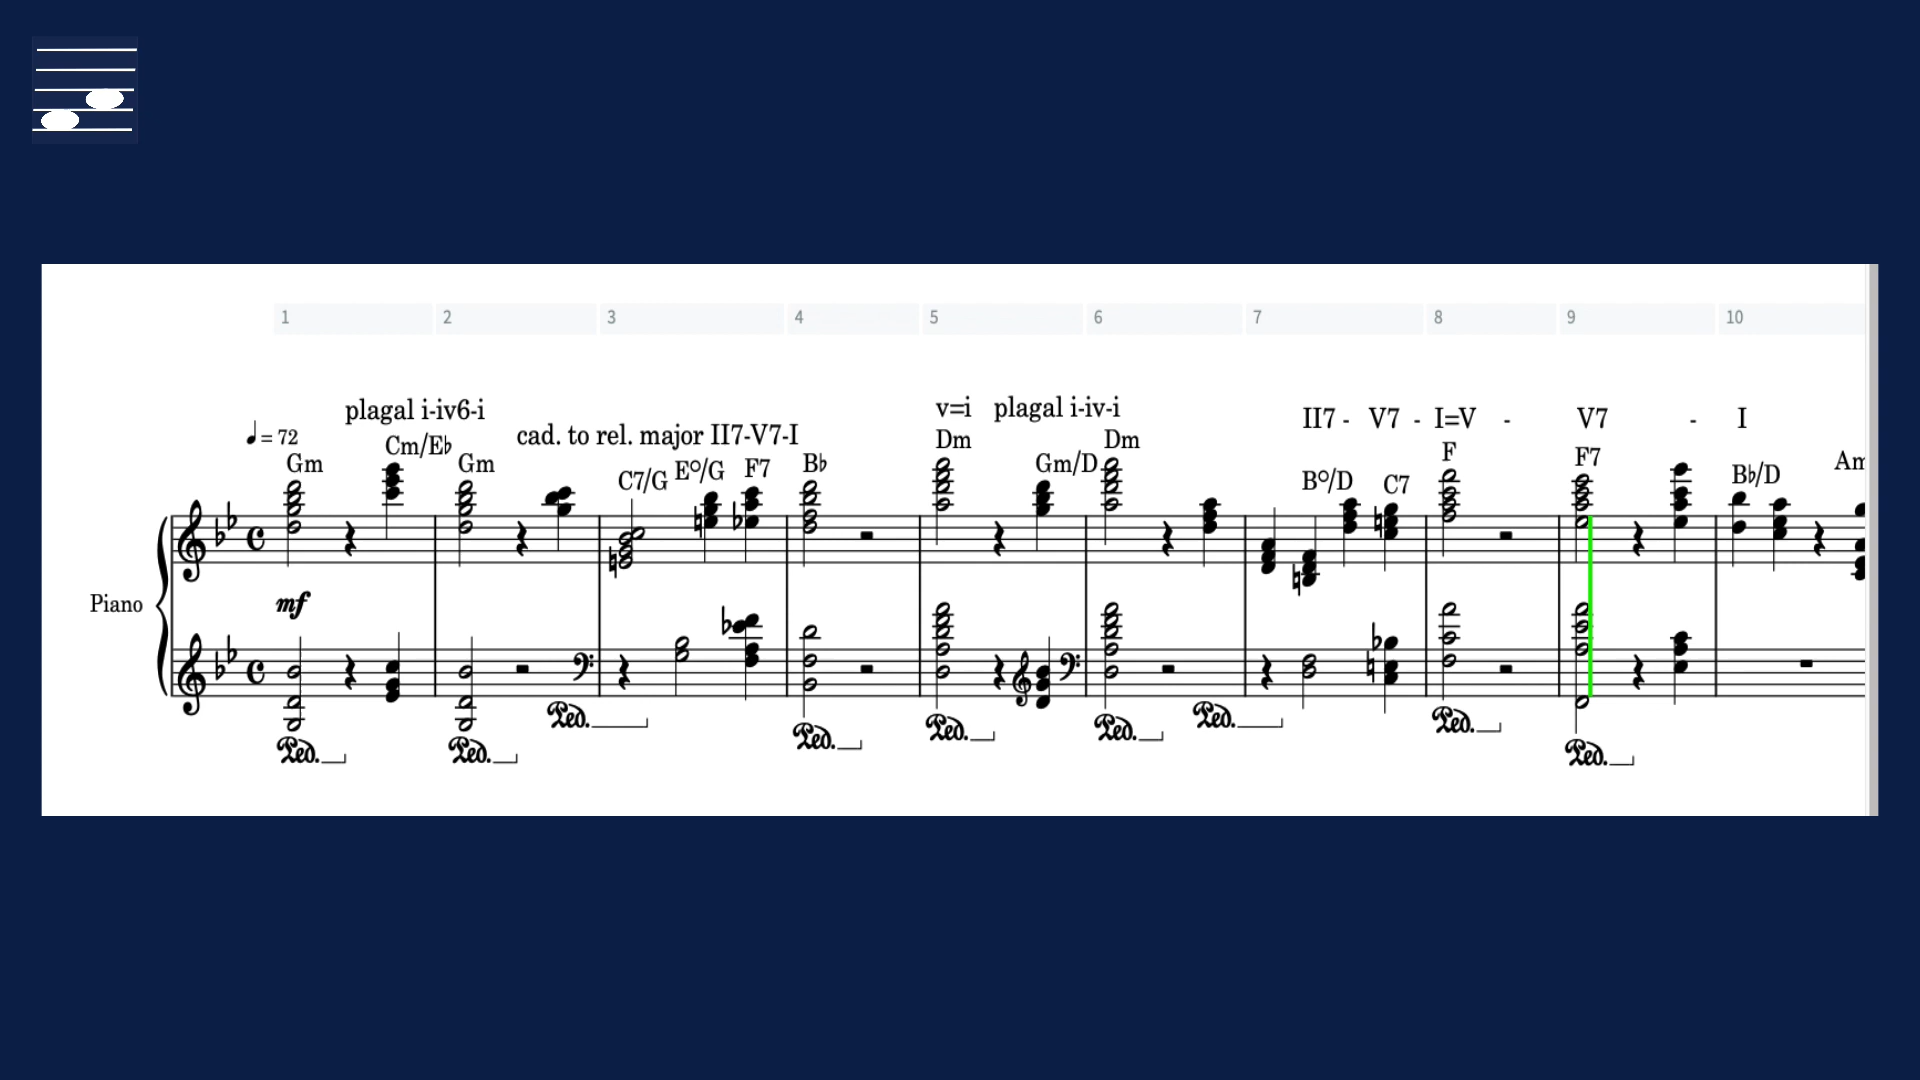 1 2 3 4 5 6 7 8 9 10
plagal i-iv6-i
cad. to rel. major II7-V7-I
v=i plagal i-iv-i
II7 - V7 - I=V - V7 - I
♩ = 72
Gm Cm/E♭ Gm C7/G E°/G F7 B♭ Dm Gm/D Dm B°/D C7 F F7 B♭/D Am
Piano
mf
Ped. Ped. Ped. Ped. Ped. Ped. Ped. Ped. Ped.